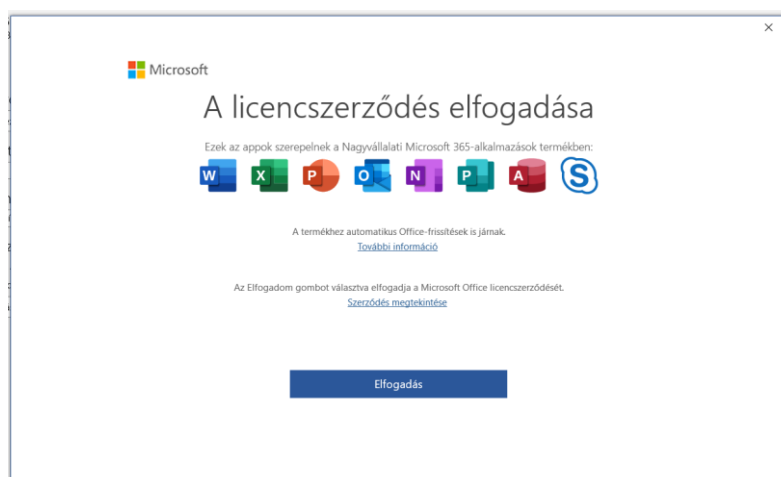 Microsoft
A licencszerződés elfogadása
Ezek az appok szerepelnek a Nagyvállalati Microsoft 365-alkalmazások termékben:
W X P O N P A S
A termékhez automatikus Office-frissítések is járnak.
További információ
Az Elfogadom gombot választva elfogadja a Microsoft Office licencszerződését.
Szerződés megtekintése
Elfogadás